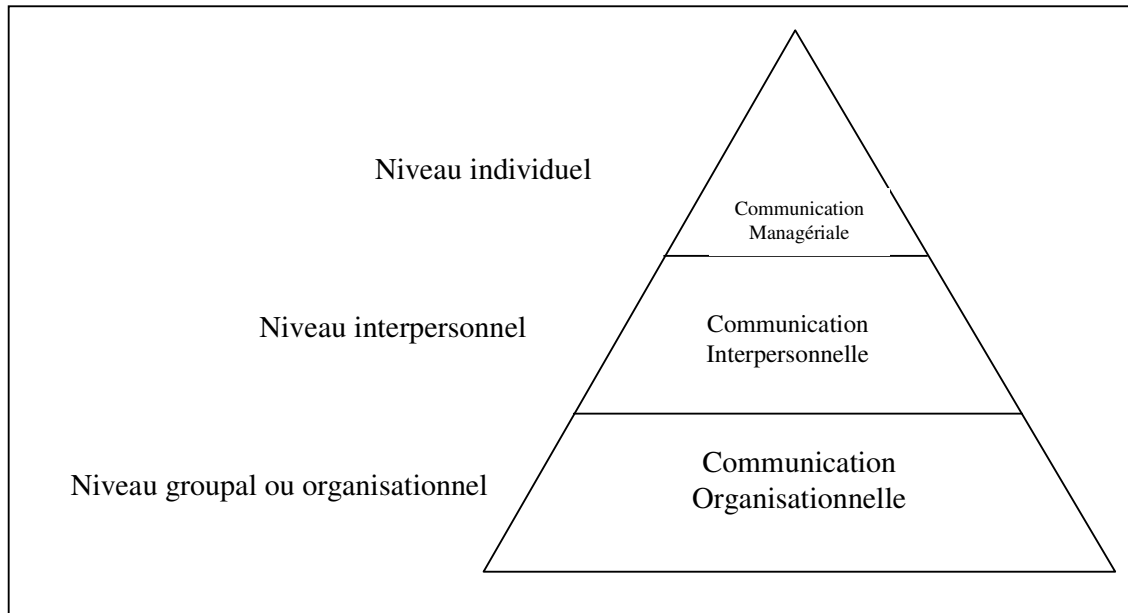 Niveau individuel
Communication
Managériale
Niveau interpersonnel
Communication
Interpersonnelle
Niveau groupal ou organisationnel
Communication
Organisationnelle